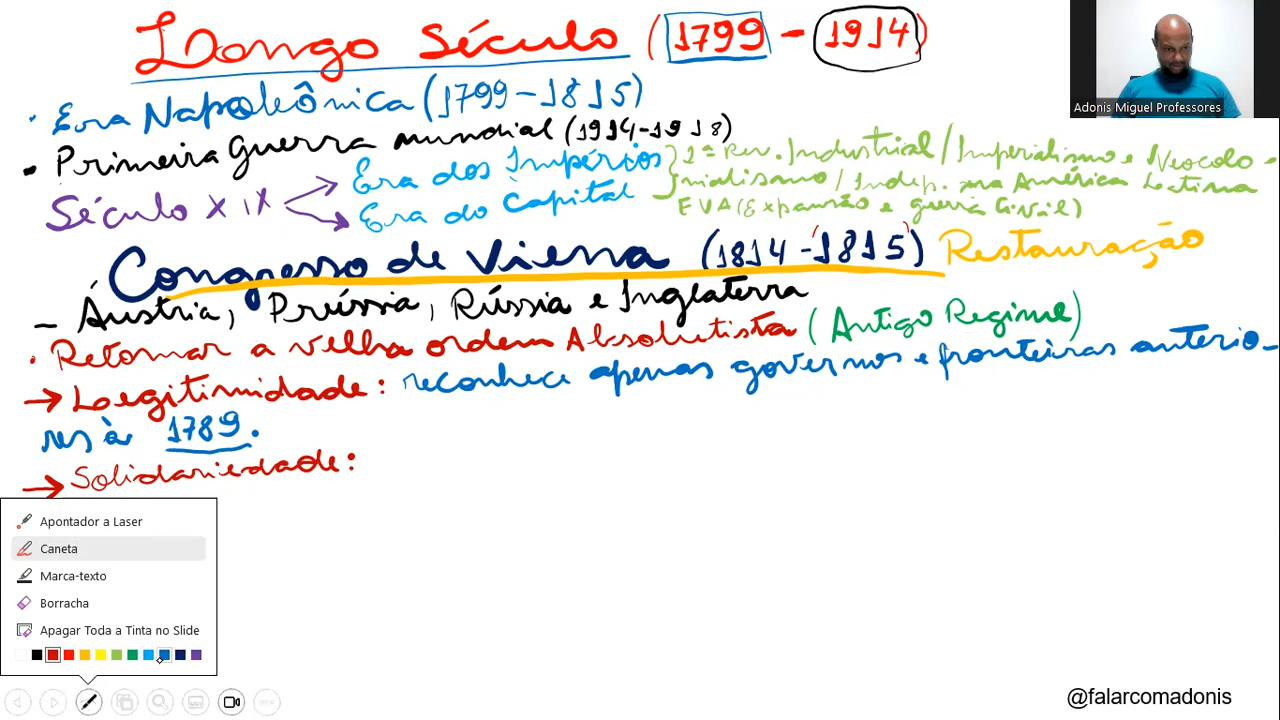 Longo Século (1799 - 1914)
· Era Napoleônica (1799-1815)
- Primeira Guerra mundial (1914-1918)
Século XIX
Era dos Impérios
Era do Capital
1ª Rev. Industrial / Imperialismo e Neocolo-
nialismo / Indep. na América Latina
EUA (Expansão e guerra Civil)
Congresso de Viena (1814-1815) Restauração
- Áustria, Prússia, Rússia e Inglaterra
· Retomar a velha ordem Absolutista (Antigo Regime)
→ Legitimidade: reconhece apenas governos e fronteiras anterio-
res à 1789.
→ Solidariedade:
Adonis Miguel Professores
Apontador a Laser
Caneta
Marca-texto
Borracha
Apagar Toda a Tinta no Slide
@falarcomadonis